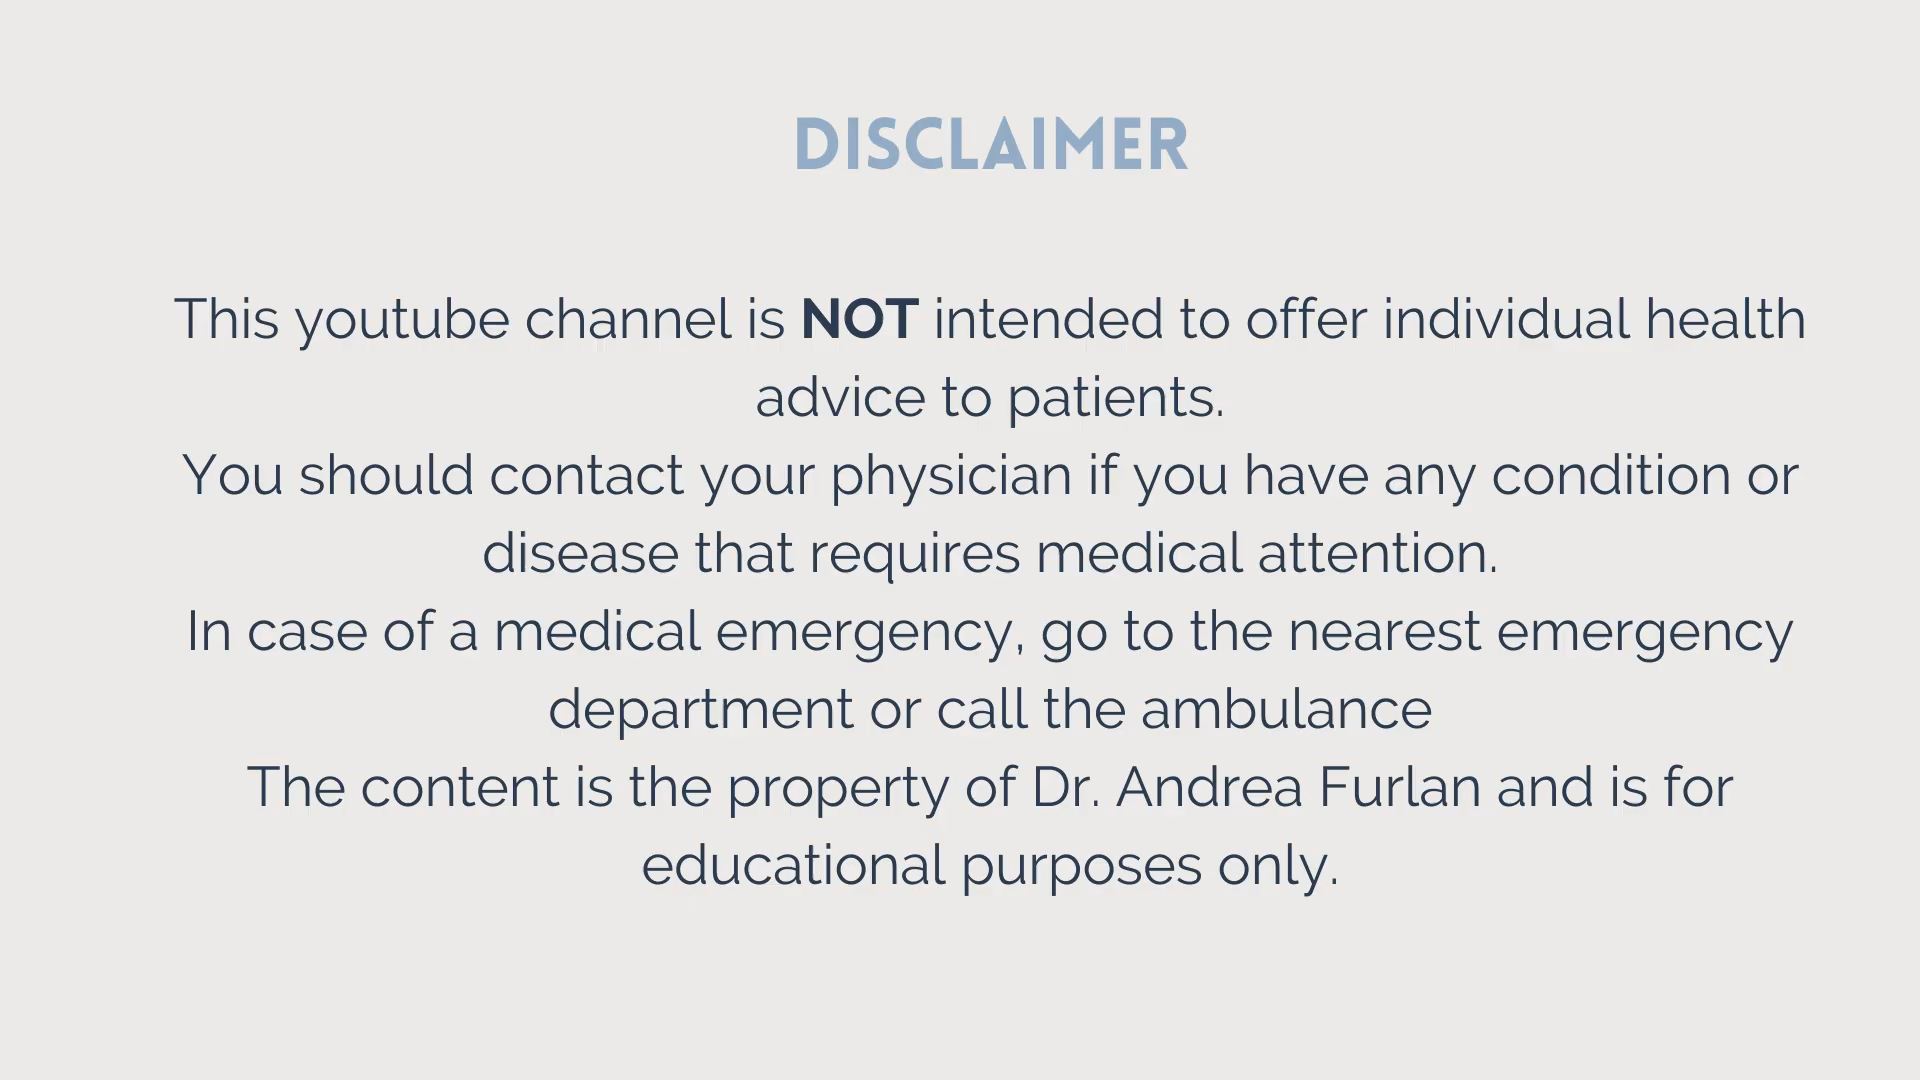 DISCLAIMER
This youtube channel is NOT intended to offer individual health
advice to patients.
You should contact your physician if you have any condition or
disease that requires medical attention.
In case of a medical emergency, go to the nearest emergency
department or call the ambulance
The content is the property of Dr. Andrea Furlan and is for
educational purposes only.